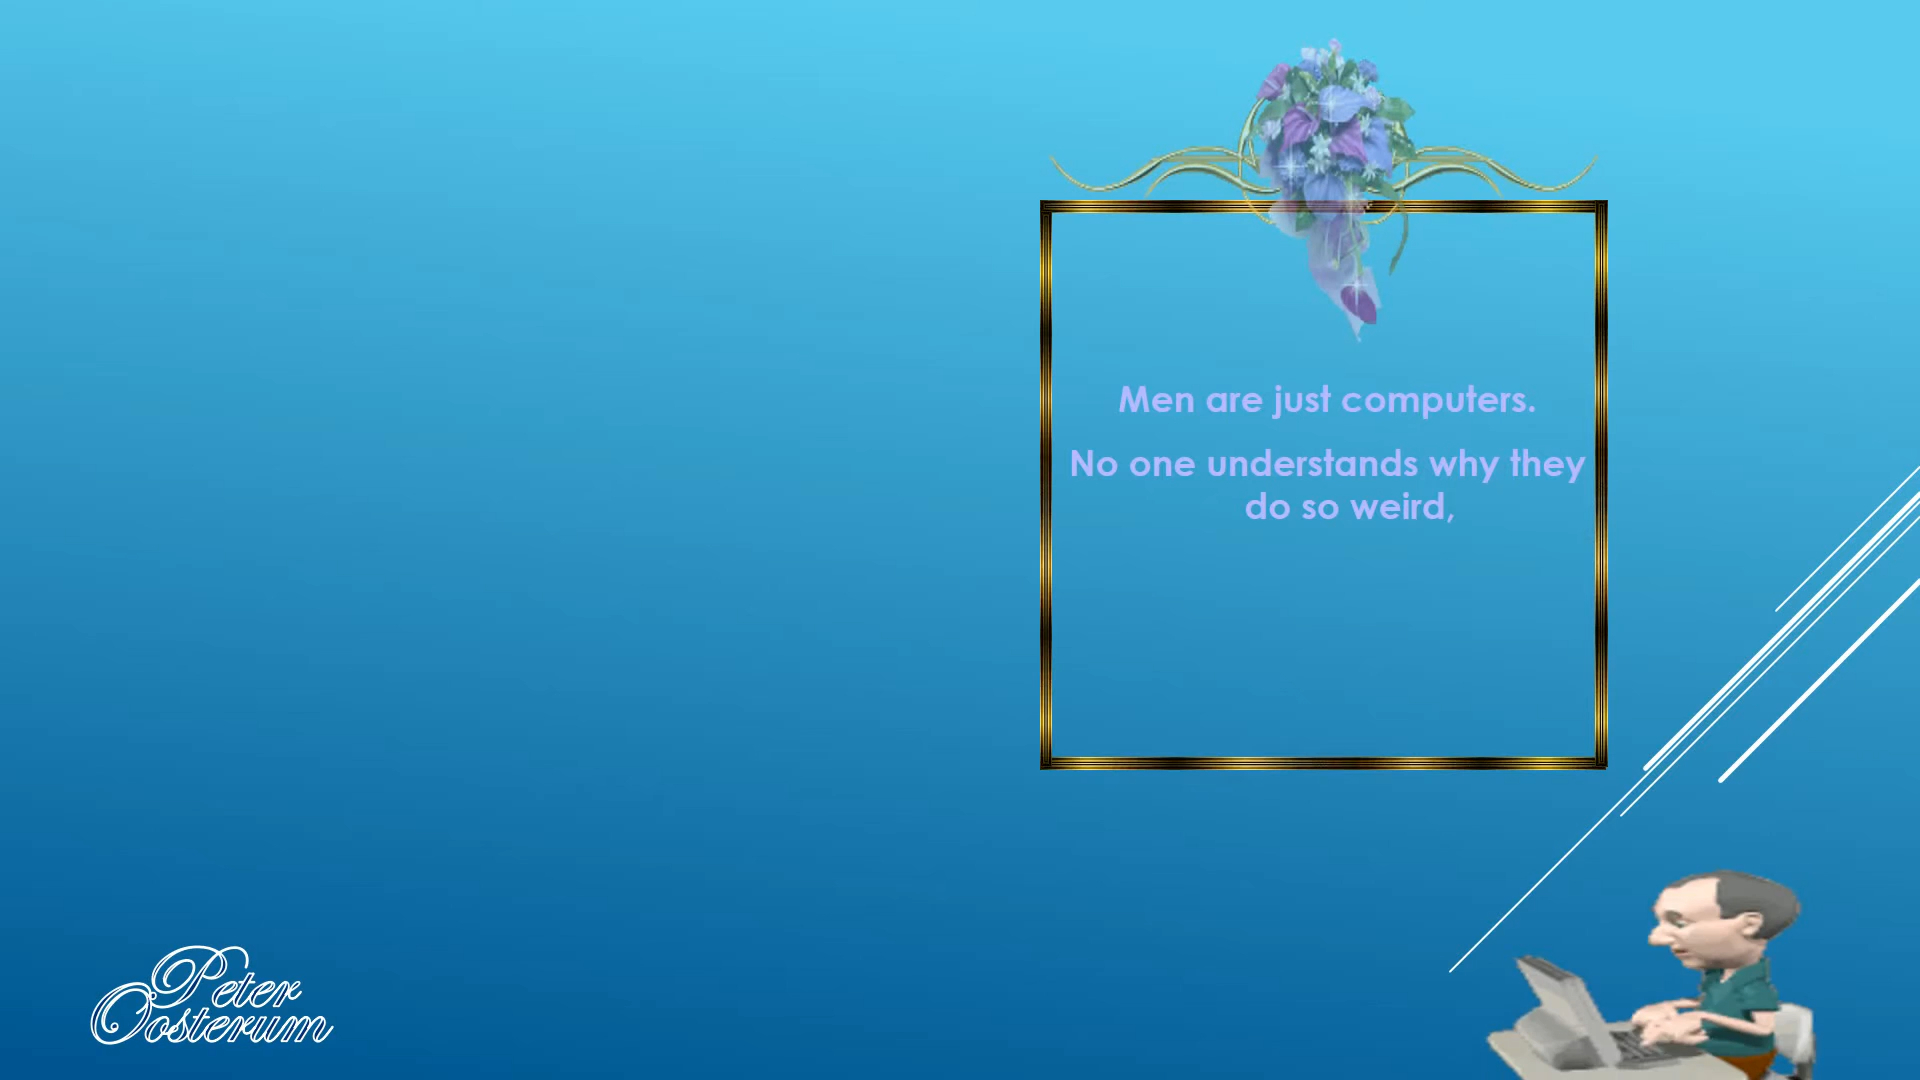 Men are just computers.
No one understands why they
do so weird,
Peter
Oosterum